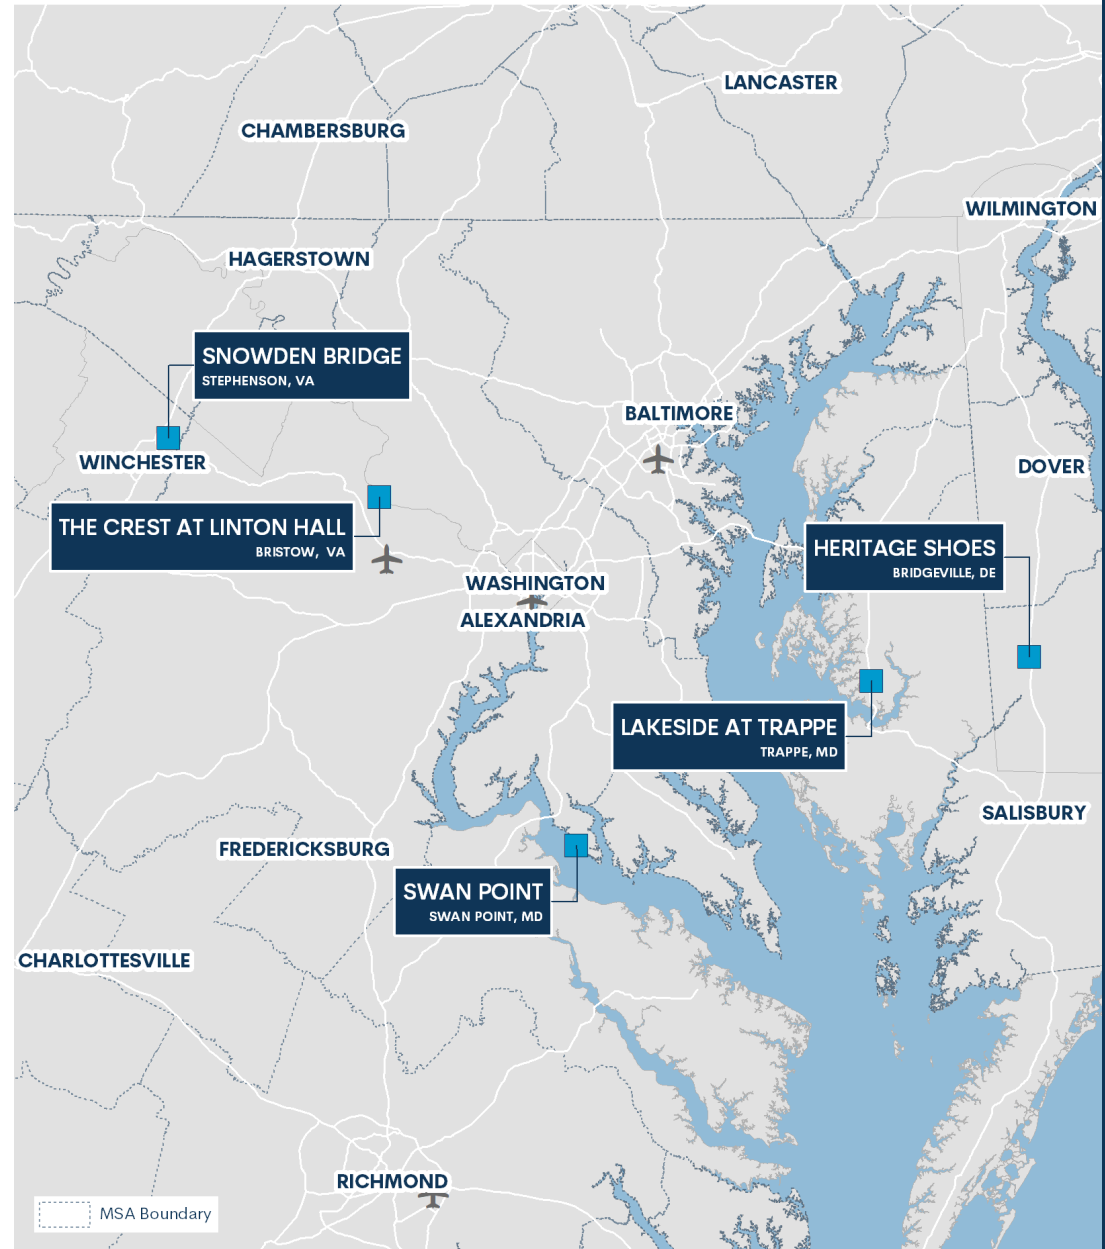 LANCASTER
CHAMBERSBURG
WILMINGTON
HAGERSTOWN
SNOWDEN BRIDGE
STEPHENSON, VA
BALTIMORE
WINCHESTER
DOVER
THE CREST AT LINTON HALL
BRISTOW, VA
HERITAGE SHOES
BRIDGEVILLE, DE
WASHINGTON
ALEXANDRIA
LAKESIDE AT TRAPPE
TRAPPE, MD
SALISBURY
FREDERICKSBURG
SWAN POINT
SWAN POINT, MD
CHARLOTTESVILLE
RICHMOND
MSA Boundary